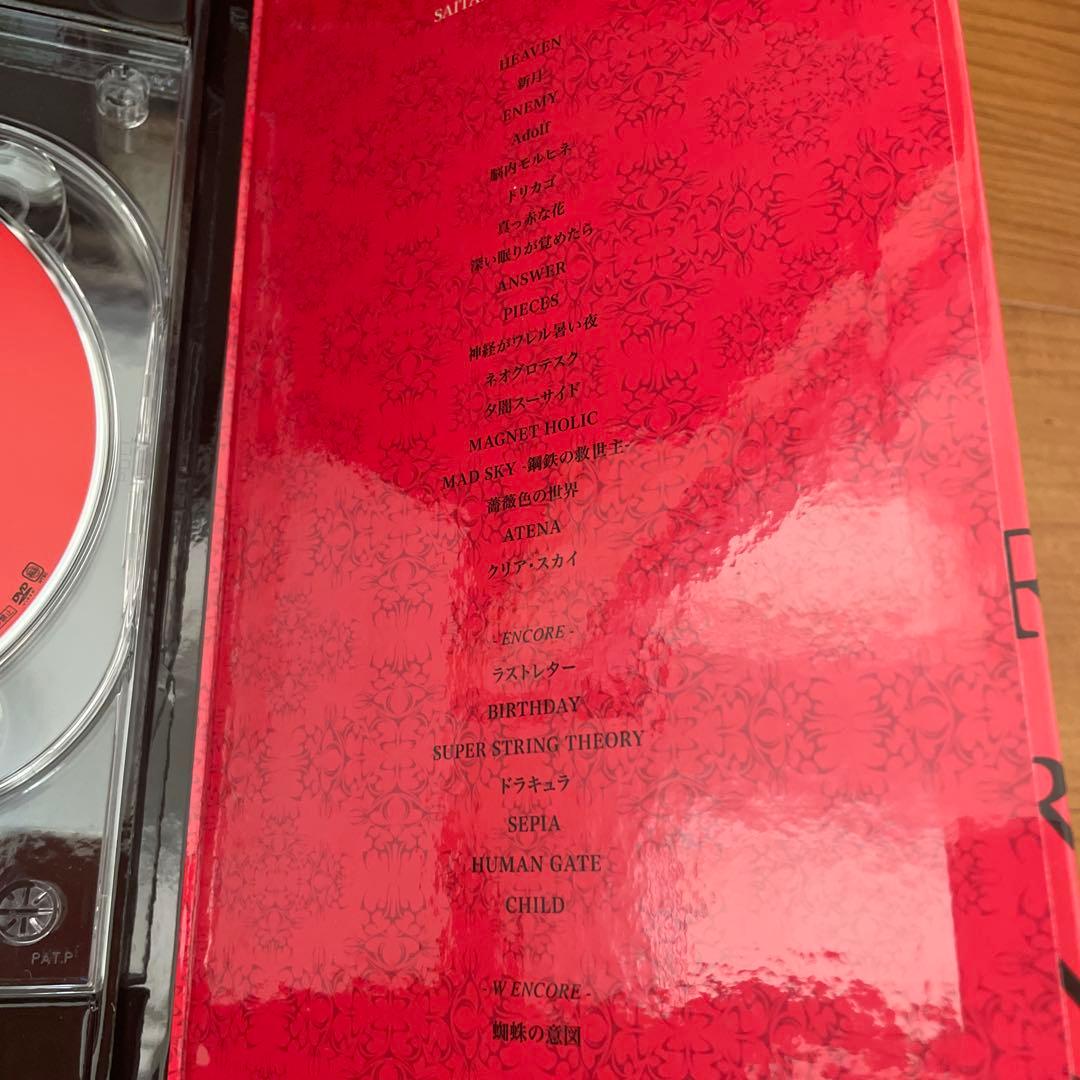 SAITA
HEAVEN
新月
ENEMY
Adolf
脳内モルヒネ
トリカゴ
真っ赤な花
深い眠りが覚めたら
ANSWER
PIECES
神経がワレル暑い夜
ネオグロテスク
夕闇スーサイド
MAGNET HOLIC
MAD SKY -鋼鉄の救世主-
薔薇色の世界
ATENA
クリア・スカイ
- ENCORE -
ラストレター
BIRTHDAY
SUPER STRING THEORY
ドラキュラ
SEPIA
HUMAN GATE
CHILD
- W ENCORE -
蜘蛛の意図
DVD
PAT.P
E
R